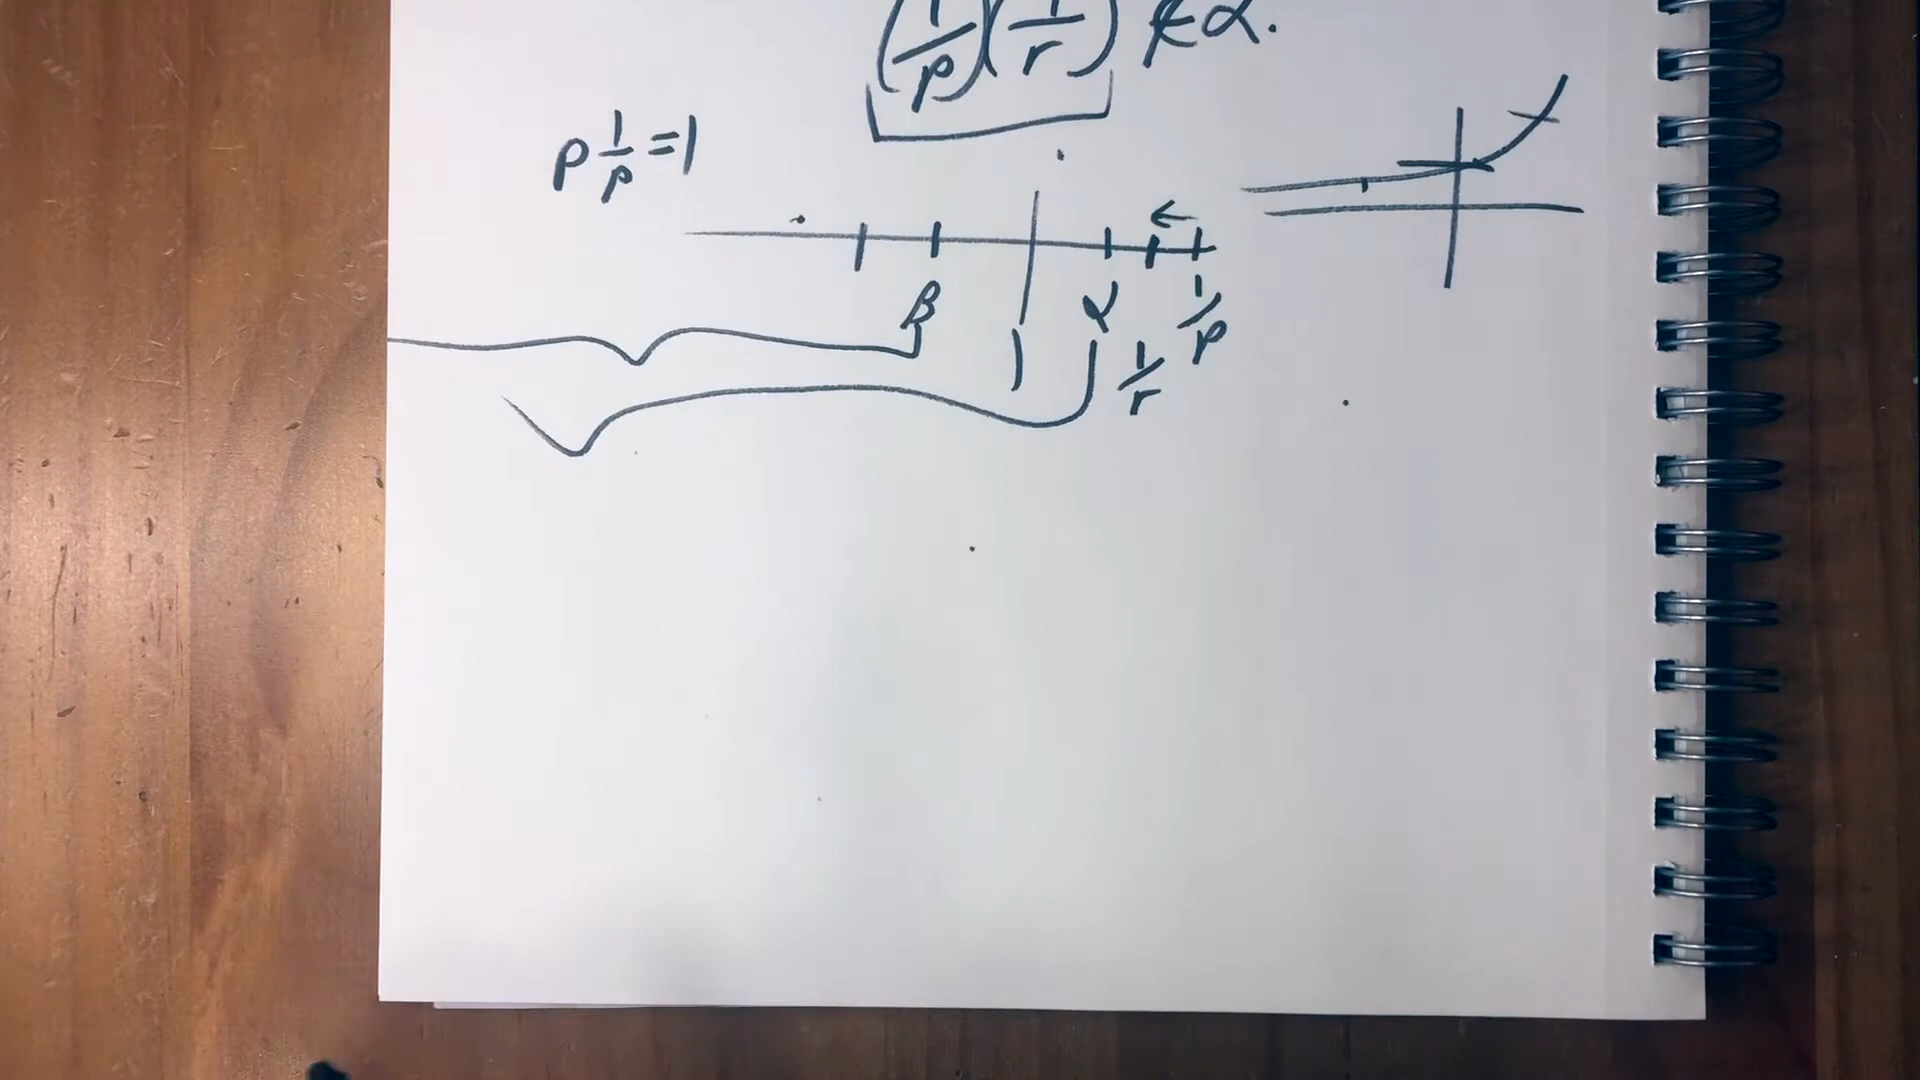 (1/p)(1/r) ∉ α.
p 1/p = 1
β 1 α 1/r 1/p